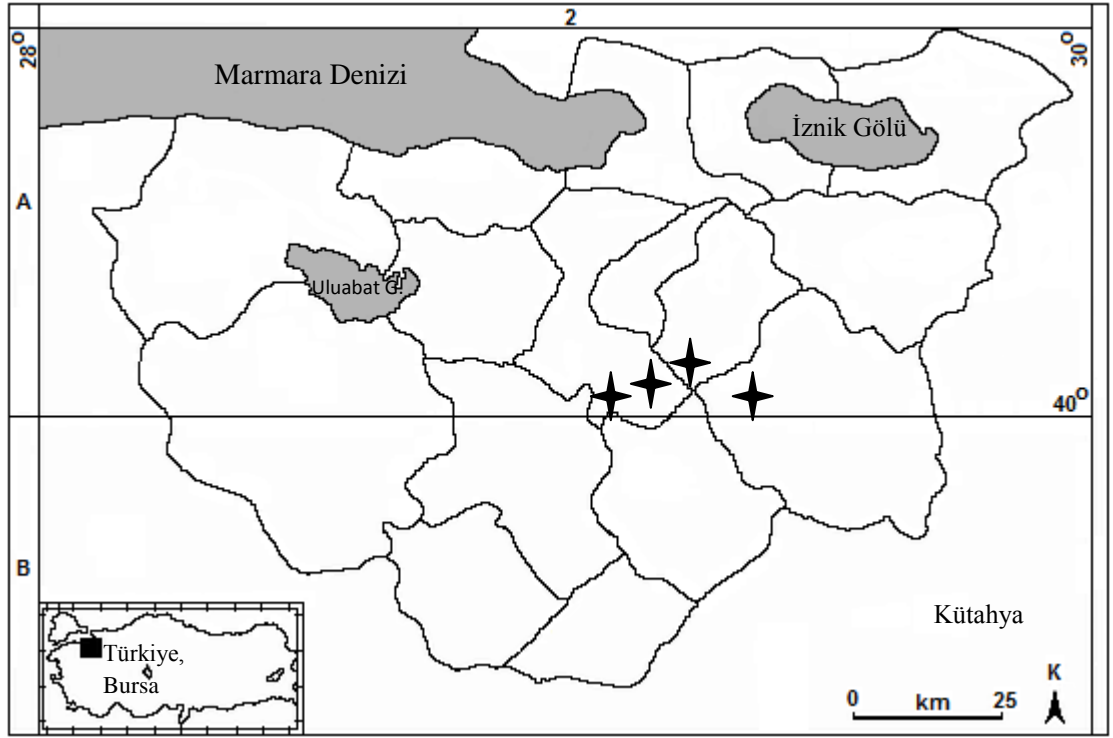 2
28°
30°
Marmara Denizi
İznik Gölü
A
Uluabat G.
40°
B
Kütahya
Türkiye,
Bursa
K
0 km 25